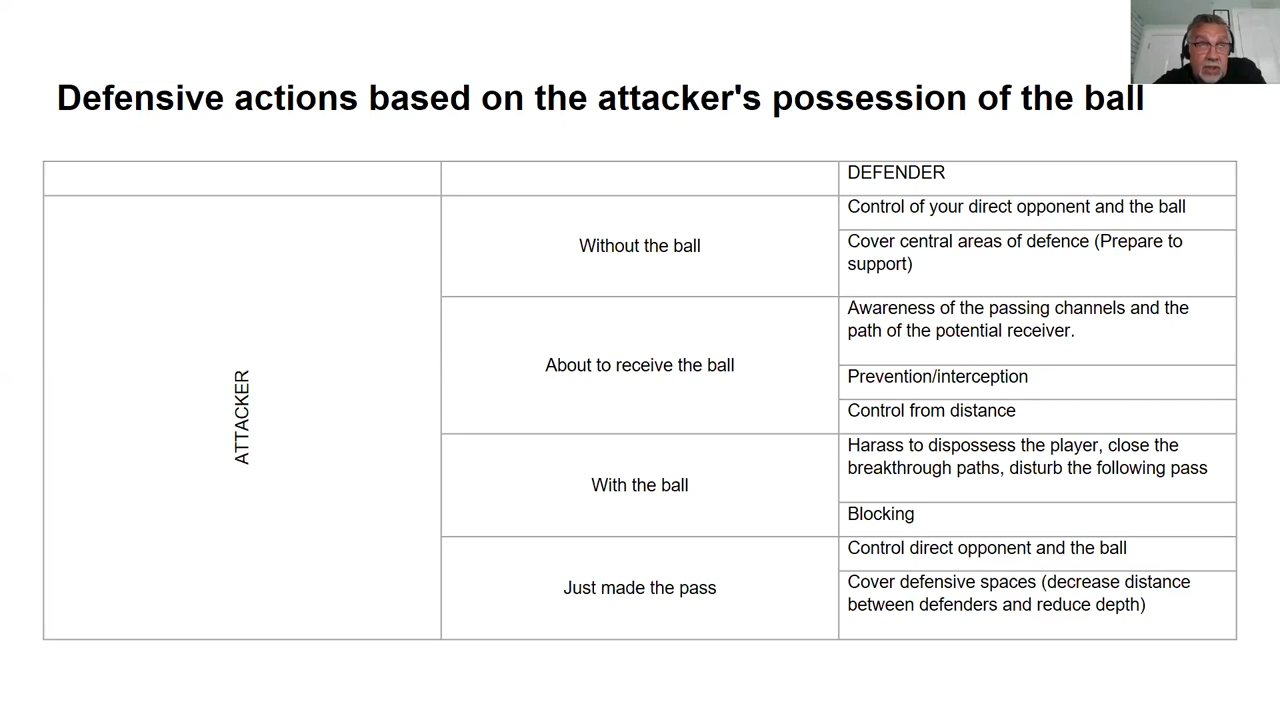 Defensive actions based on the attacker's possession of the ball
DEFENDER
ATTACKER
Without the ball
Control of your direct opponent and the ball
Cover central areas of defence (Prepare to
support)
About to receive the ball
Awareness of the passing channels and the
path of the potential receiver.
Prevention/interception
Control from distance
With the ball
Harass to dispossess the player, close the
breakthrough paths, disturb the following pass
Blocking
Just made the pass
Control direct opponent and the ball
Cover defensive spaces (decrease distance
between defenders and reduce depth)